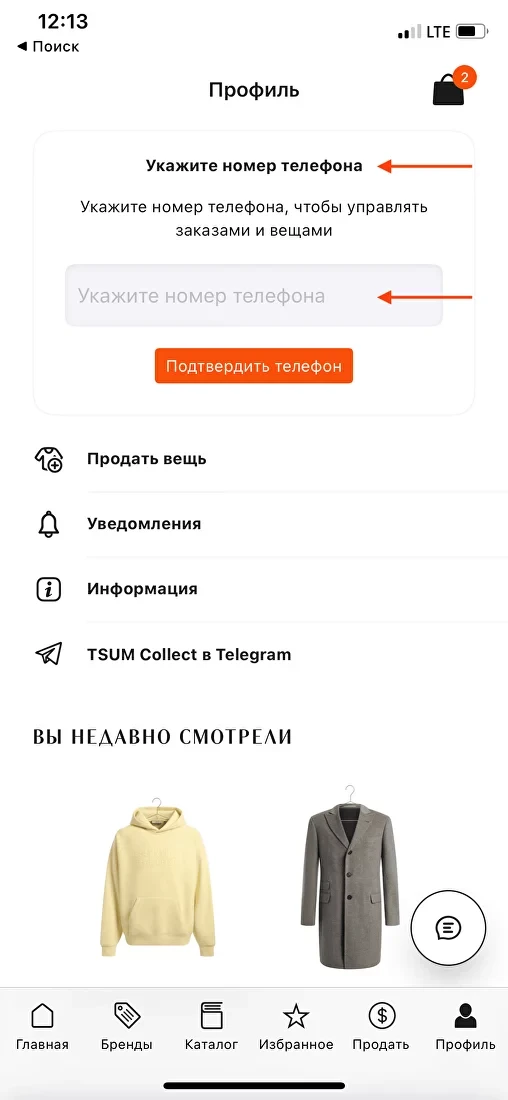 12:13
LTE
◀ Поиск
Профиль
2
Укажите номер телефона
Укажите номер телефона, чтобы управлять
заказами и вещами
Укажите номер телефона
Подтвердить телефон
Продать вещь
Уведомления
Информация
TSUM Collect в Telegram
ВЫ НЕДАВНО СМОТРЕЛИ
Главная
Бренды
Каталог
Избранное
Продать
Профиль